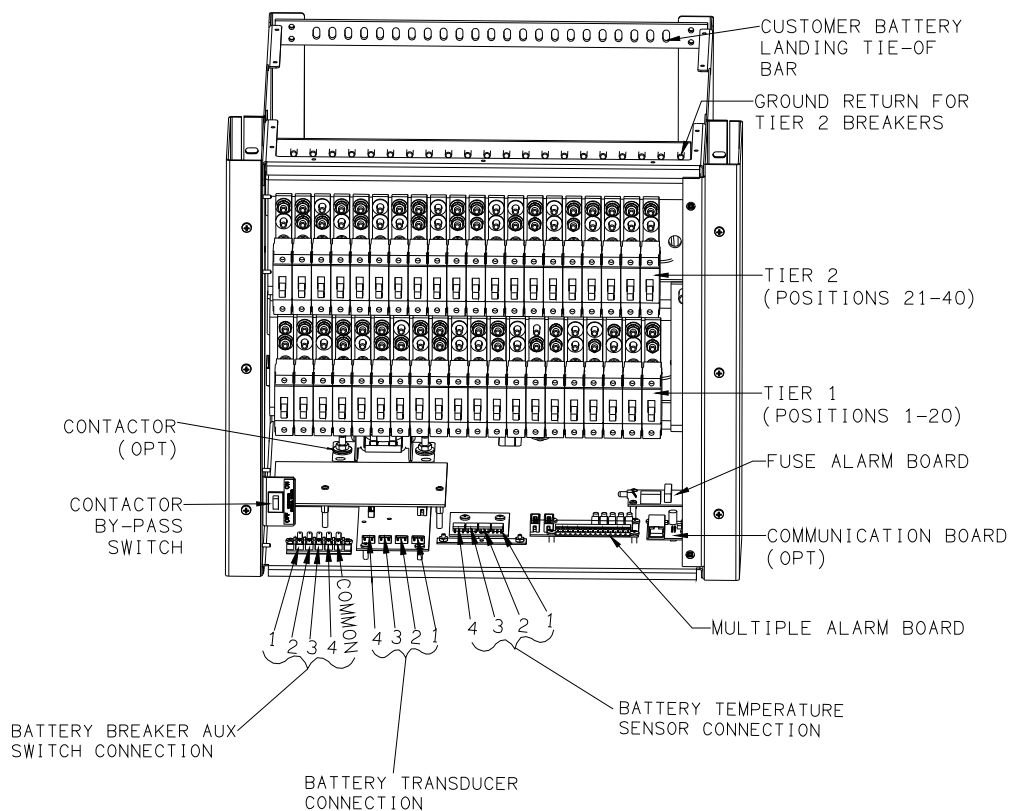 CUSTOMER BATTERY
LANDING TIE-OF
BAR
GROUND RETURN FOR
TIER 2 BREAKERS
TIER 2
(POSITIONS 21-40)
TIER 1
(POSITIONS 1-20)
CONTACTOR
(OPT)
FUSE ALARM BOARD
CONTACTOR
BY-PASS
SWITCH
ON
OFF
COMMUNICATION BOARD
(OPT)
MULTIPLE ALARM BOARD
1 2 3 4 COMMON
4 3 2 1
4 3 2 1
BATTERY BREAKER AUX
SWITCH CONNECTION
BATTERY TRANSDUCER
CONNECTION
BATTERY TEMPERATURE
SENSOR CONNECTION